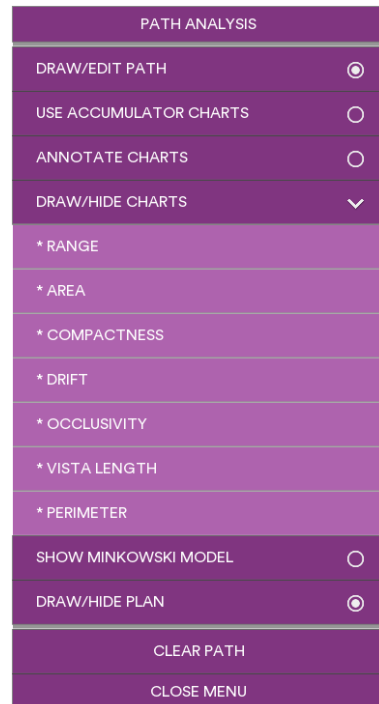 PATH ANALYSIS
DRAW/EDIT PATH
USE ACCUMULATOR CHARTS
ANNOTATE CHARTS
DRAW/HIDE CHARTS
* RANGE
* AREA
* COMPACTNESS
* DRIFT
* OCCLUSIVITY
* VISTA LENGTH
* PERIMETER
SHOW MINKOWSKI MODEL
DRAW/HIDE PLAN
CLEAR PATH
CLOSE MENU